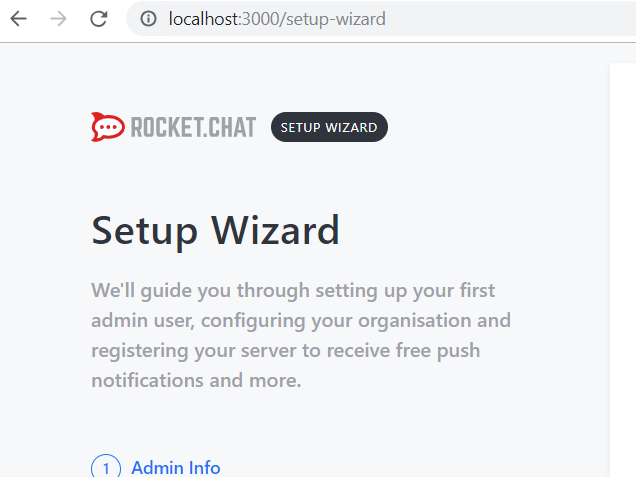 localhost:3000/setup-wizard
ROCKET.CHAT SETUP WIZARD
Setup Wizard
We'll guide you through setting up your first
admin user, configuring your organisation and
registering your server to receive free push
notifications and more.
1 Admin Info